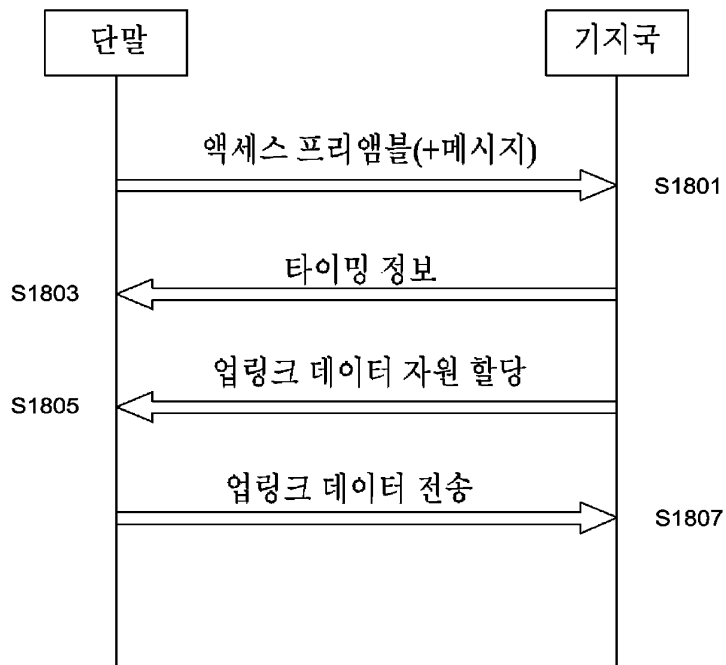 단말
기지국
액세스 프리앰블(+메시지)
S1801
타이밍 정보
S1803
업링크 데이터 자원 할당
S1805
업링크 데이터 전송
S1807